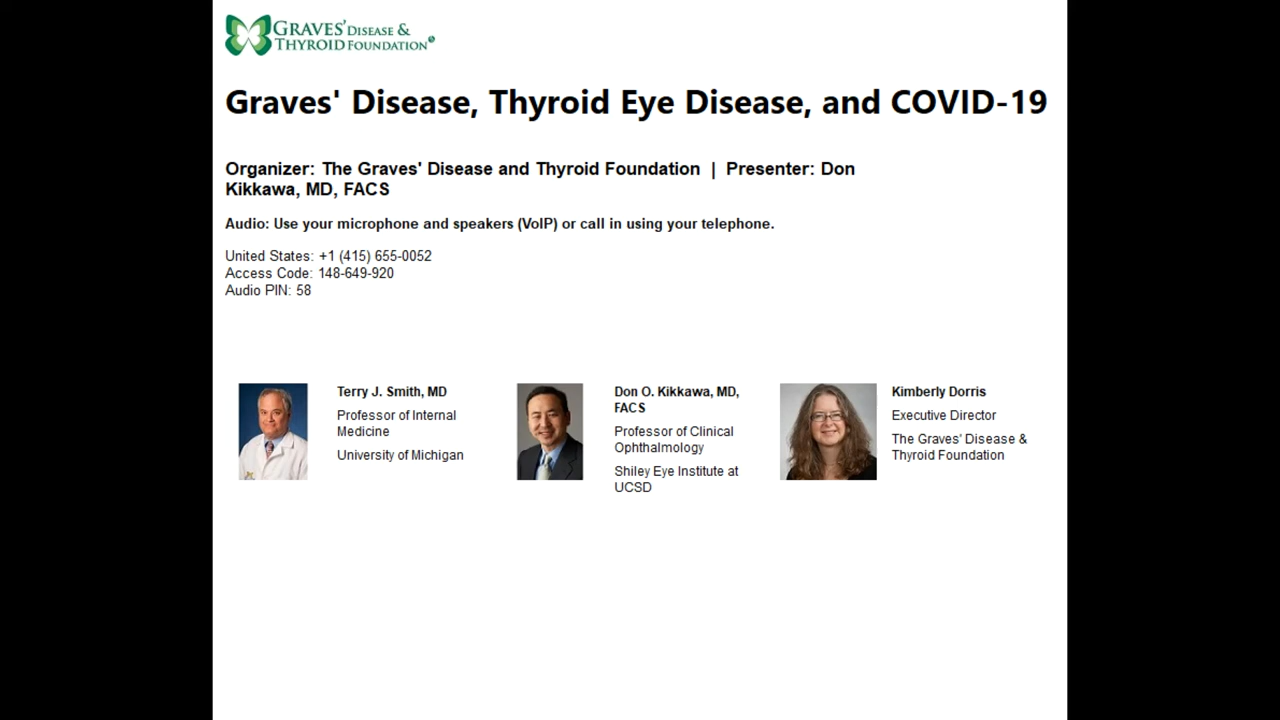 GRAVES' DISEASE &
THYROID FOUNDATION
Graves' Disease, Thyroid Eye Disease, and COVID-19
Organizer: The Graves' Disease and Thyroid Foundation | Presenter: Don
Kikkawa, MD, FACS
Audio: Use your microphone and speakers (VoIP) or call in using your telephone.
United States: +1 (415) 655-0052
Access Code: 148-649-920
Audio PIN: 58
Terry J. Smith, MD
Professor of Internal
Medicine
University of Michigan
Don O. Kikkawa, MD,
FACS
Professor of Clinical
Ophthalmology
Shiley Eye Institute at
UCSD
Kimberly Dorris
Executive Director
The Graves' Disease &
Thyroid Foundation